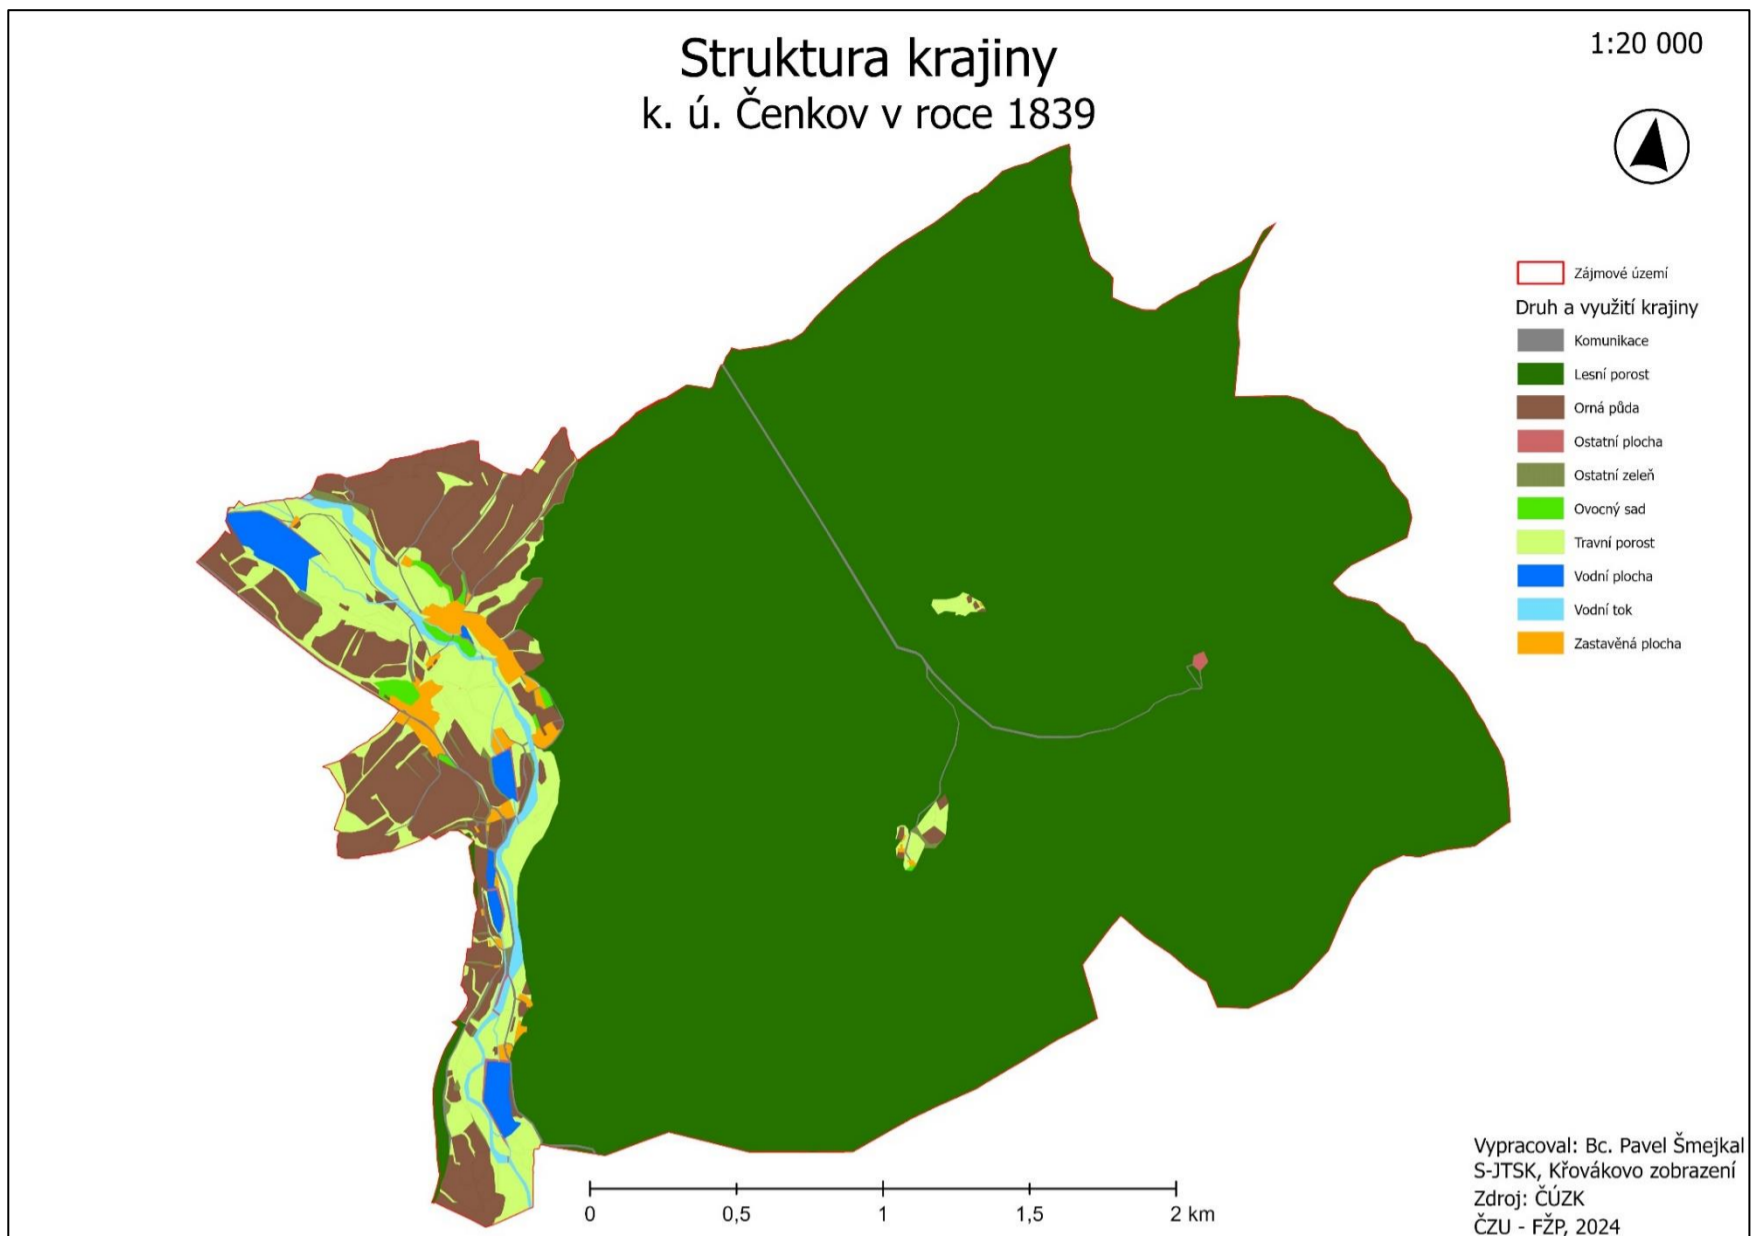 Struktura krajiny
k. ú. Čenkov v roce 1839
1:20 000
Zájmové území
Druh a využití krajiny
Komunikace
Lesní porost
Orná půda
Ostatní plocha
Ostatní zeleň
Ovocný sad
Travní porost
Vodní plocha
Vodní tok
Zastavěná plocha
0 0,5 1 1,5 2 km
Vypracoval: Bc. Pavel Šmejkal
S-JTSK, Křovákovo zobrazení
Zdroj: ČÚZK
ČZU - FŽP, 2024